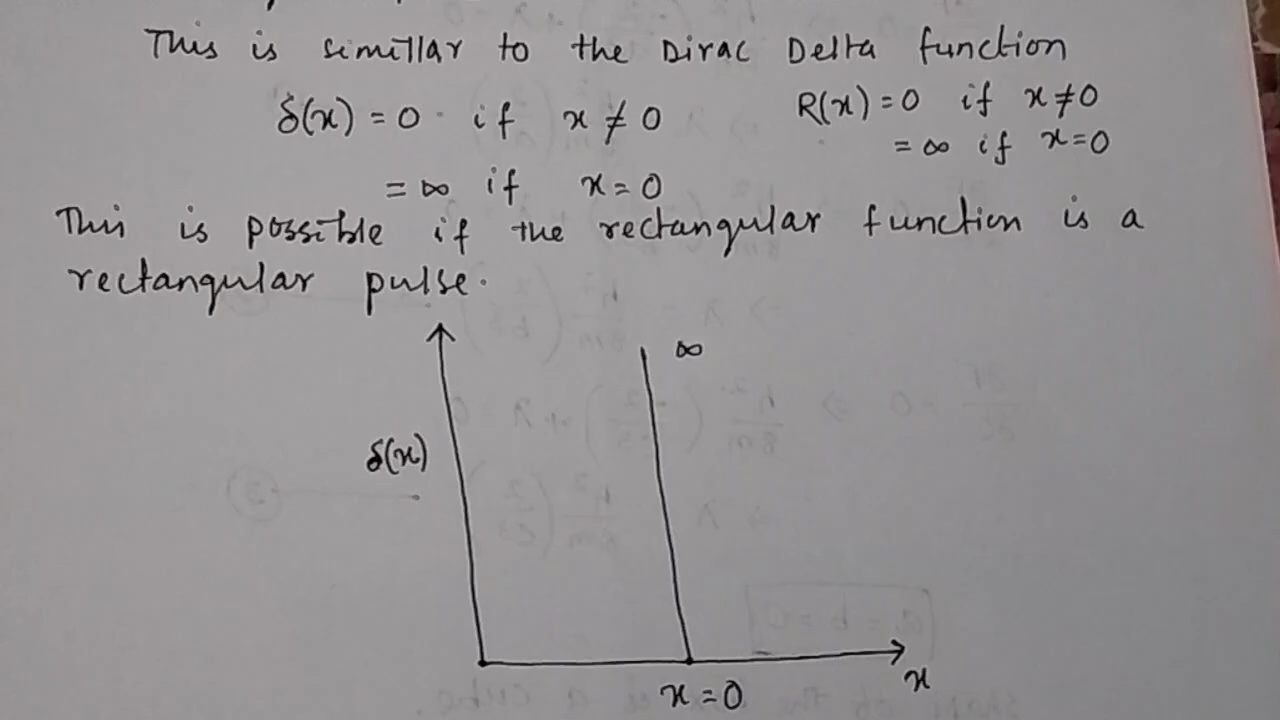 This is simillar to the Dirac Delta function
δ(x) = 0 if x ≠ 0
R(x) = 0 if x ≠ 0
= ∞ if x = 0
= ∞ if x = 0
This is possible if the rectangular function is a
rectangular pulse.
∞
δ(x)
x = 0
x